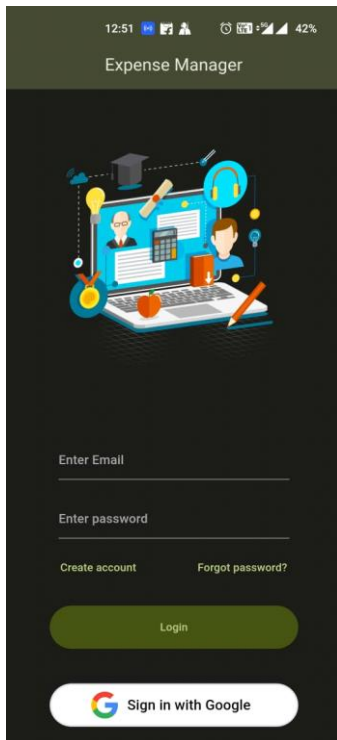 12:51 42%
Expense Manager
Enter Email
Enter password
Create account Forgot password?
Login
Sign in with Google